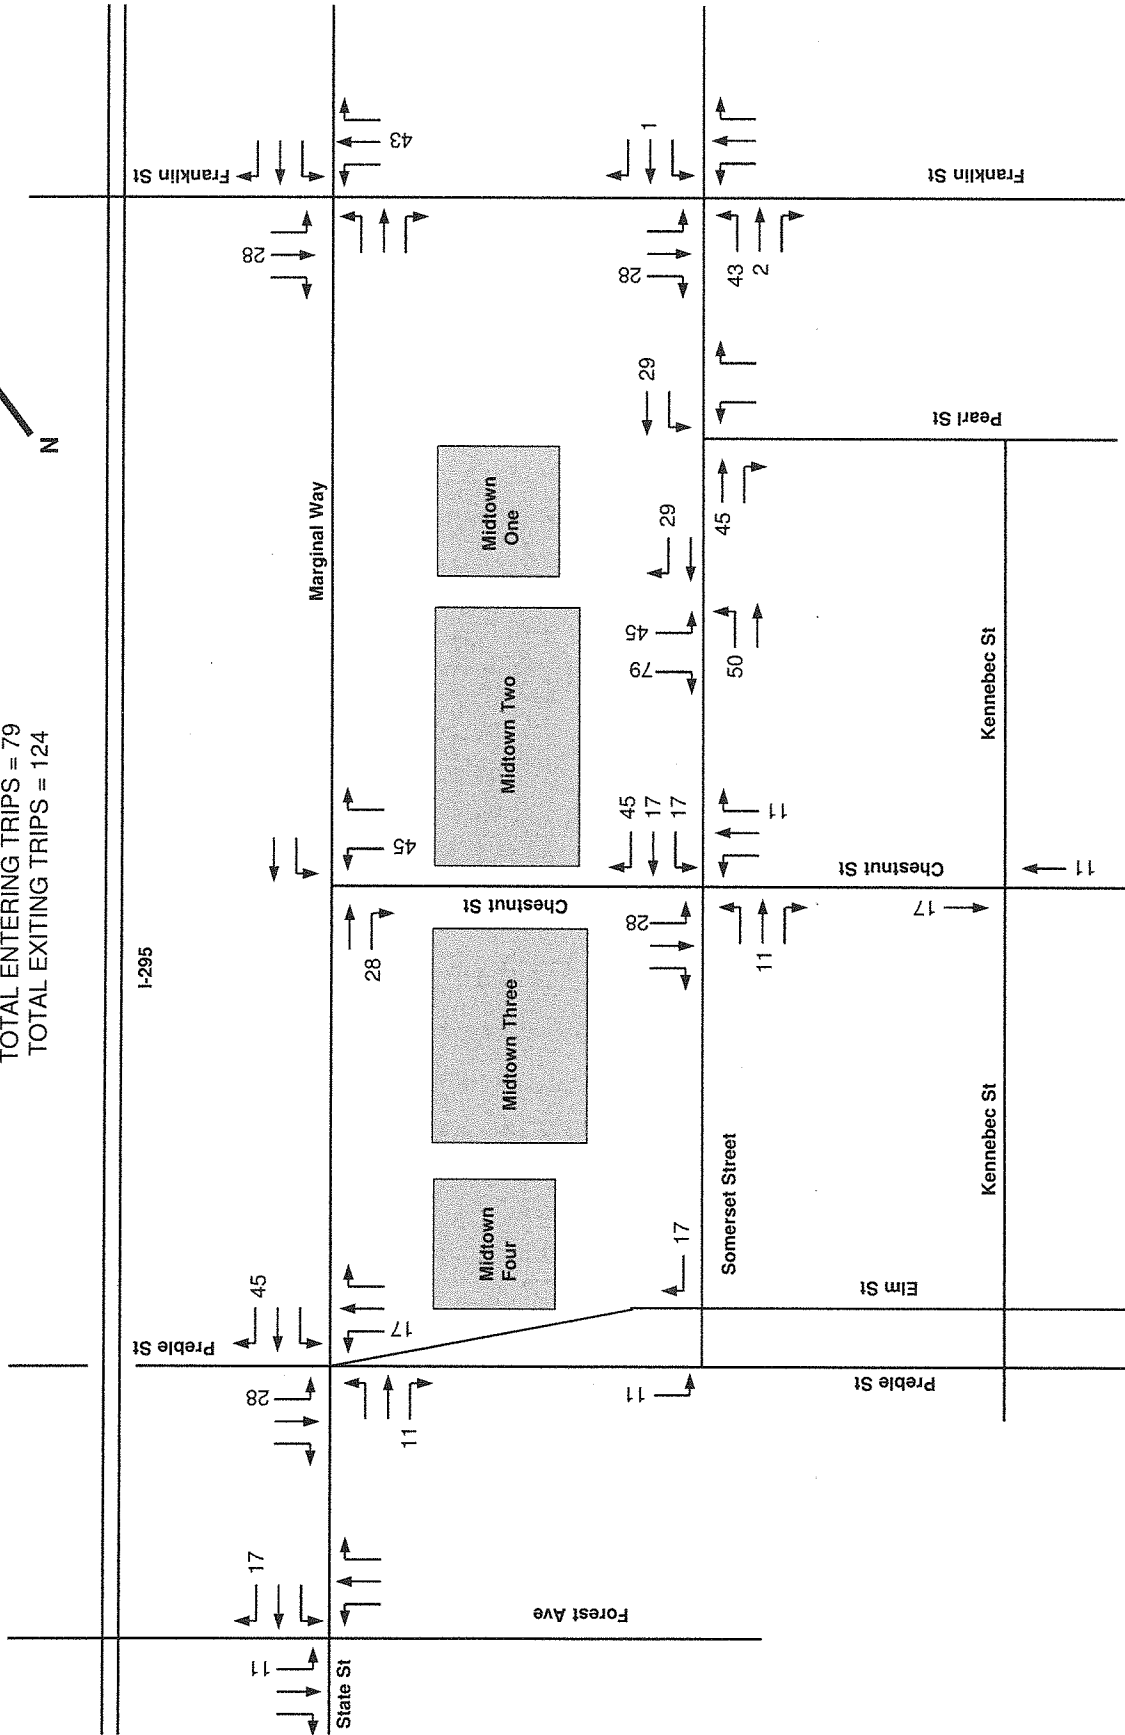 TOTAL ENTERING TRIPS = 79
TOTAL EXITING TRIPS = 124
N
I-295
Franklin St
28
43
Marginal Way
Preble St
45
28
17
11
28
45
17
11
State St
Forest Ave
Midtown
One
Midtown Two
Midtown Three
Midtown
Four
Chestnut St
1
28
43
2
Franklin St
29
45
Pearl St
29
45
79
50
45
17
17
28
11
11
Chestnut St
17
11
17
11
Somerset Street
Elm St
Preble St
Kennebec St
Kennebec St